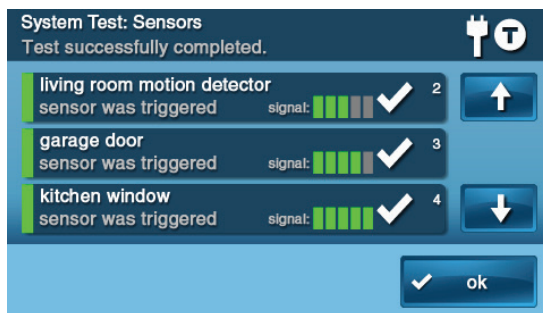 System Test: Sensors
Test successfully completed.
T
living room motion detector
2
sensor was triggered signal:
garage door
3
sensor was triggered signal:
kitchen window
4
sensor was triggered signal:
ok